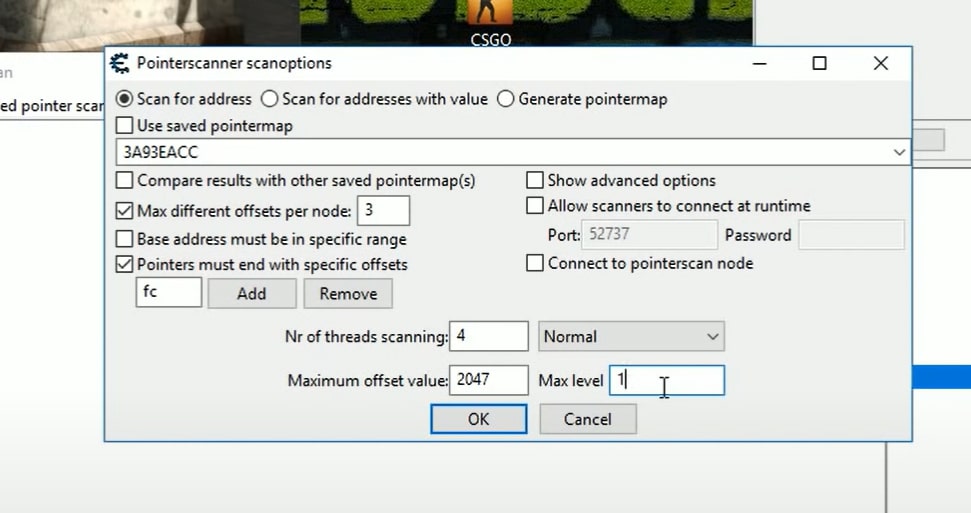 CSGO
an
Pointerscanner scanoptions
ed pointer scan
Scan for address Scan for addresses with value Generate pointermap
Use saved pointermap
3A93EACC
Compare results with other saved pointermap(s) Show advanced options
Max different offsets per node: 3 Allow scanners to connect at runtime
Base address must be in specific range Port: 52737 Password
Pointers must end with specific offsets Connect to pointerscan node
fc Add Remove
Nr of threads scanning: 4 Normal
Maximum offset value: 2047 Max level 1
OK Cancel